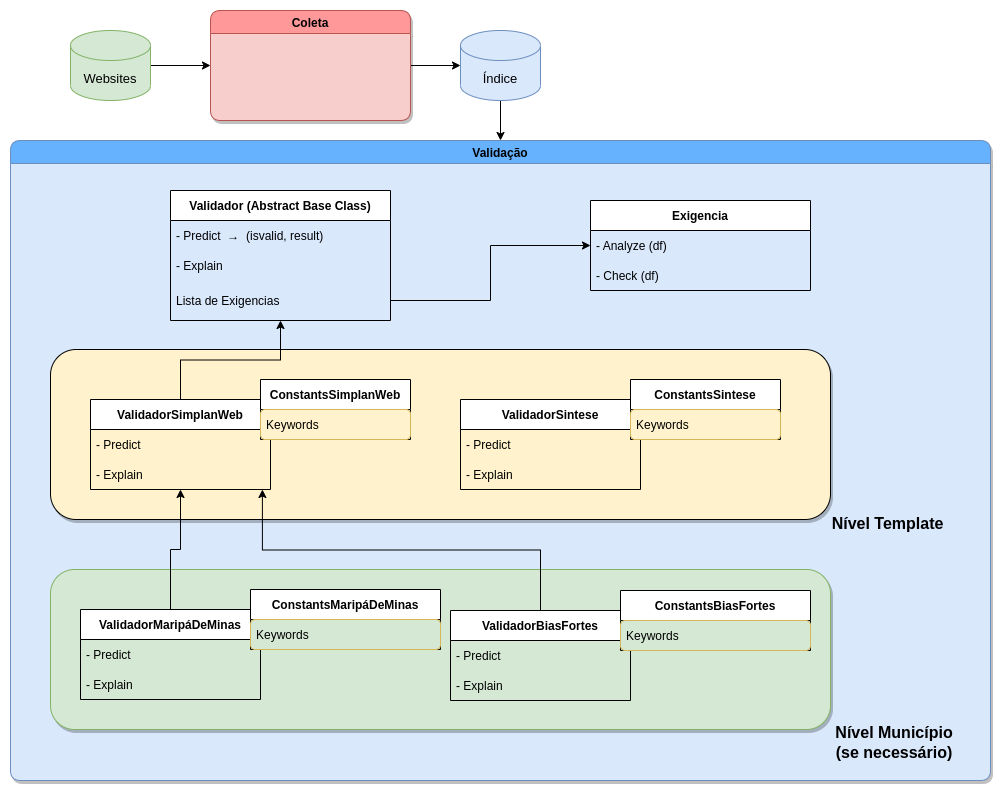 Coleta
Websites
Índice
Validação
Validador (Abstract Base Class)
- Predict → (isvalid, result)
- Explain
Lista de Exigencias
Exigencia
- Analyze (df)
- Check (df)
ConstantsSimplanWeb
Keywords
ValidadorSimplanWeb
- Predict
- Explain
ConstantsSintese
Keywords
ValidadorSintese
- Predict
- Explain
Nível Template
ConstantsMaripáDeMinas
Keywords
ValidadorMaripáDeMinas
- Predict
- Explain
ConstantsBiasFortes
Keywords
ValidadorBiasFortes
- Predict
- Explain
Nível Município
(se necessário)